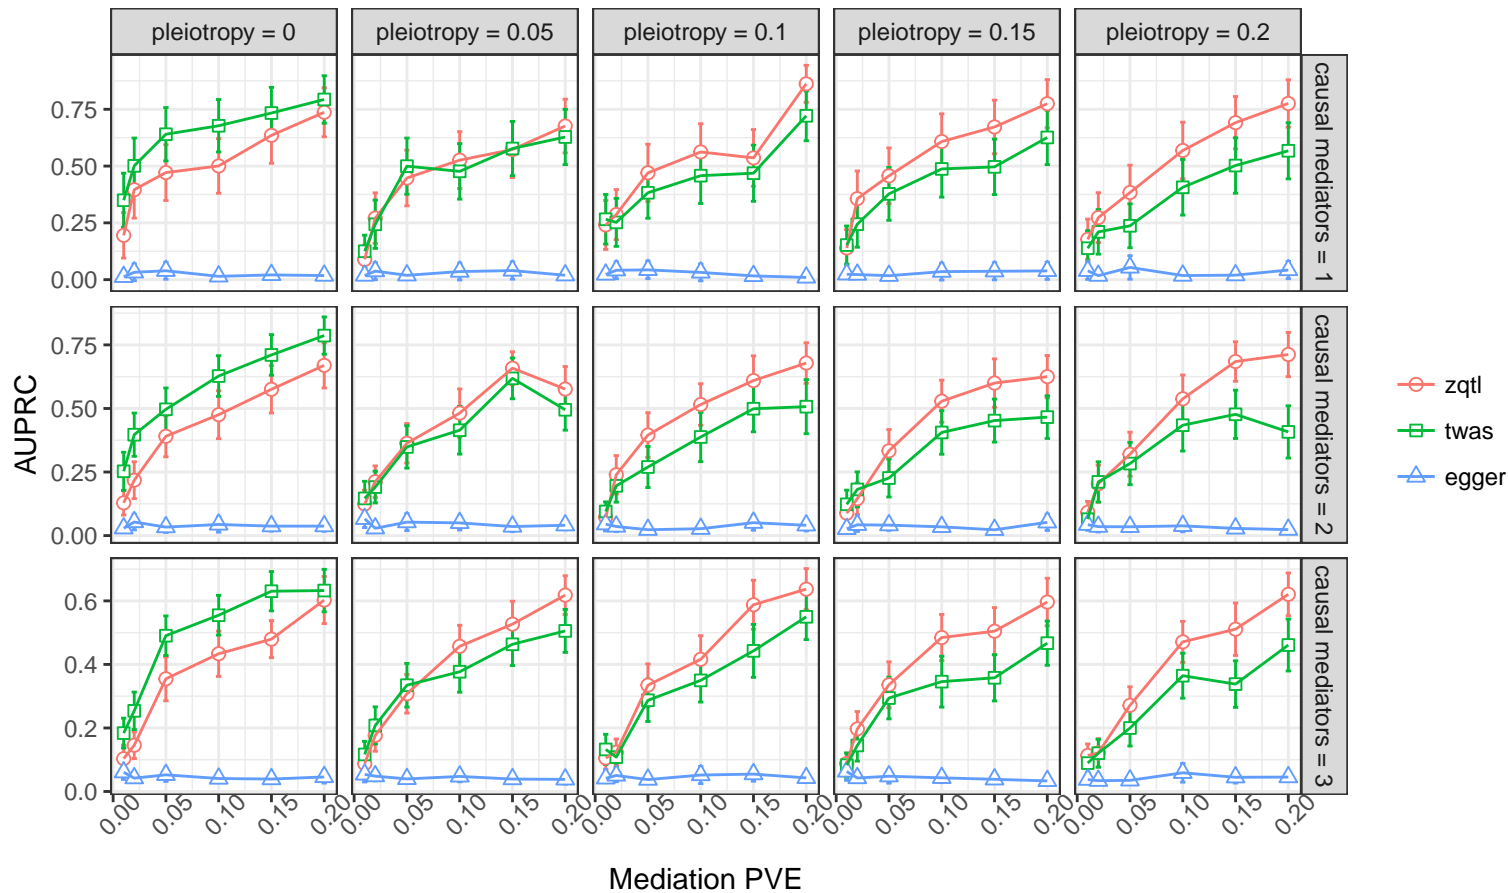 pleiotropy = 0
pleiotropy = 0.05
pleiotropy = 0.1
pleiotropy = 0.15
pleiotropy = 0.2
0.75
0.50
0.25
0.00
causal mediators = 1
0.75
0.50
0.25
0.00
causal mediators = 2
0.6
0.4
0.2
0.0
causal mediators = 3
AUPRC
0.00 0.05 0.10 0.15 0.20
0.00 0.05 0.10 0.15 0.20
0.00 0.05 0.10 0.15 0.20
0.00 0.05 0.10 0.15 0.20
0.00 0.05 0.10 0.15 0.20
Mediation PVE
zqtl
twas
egger